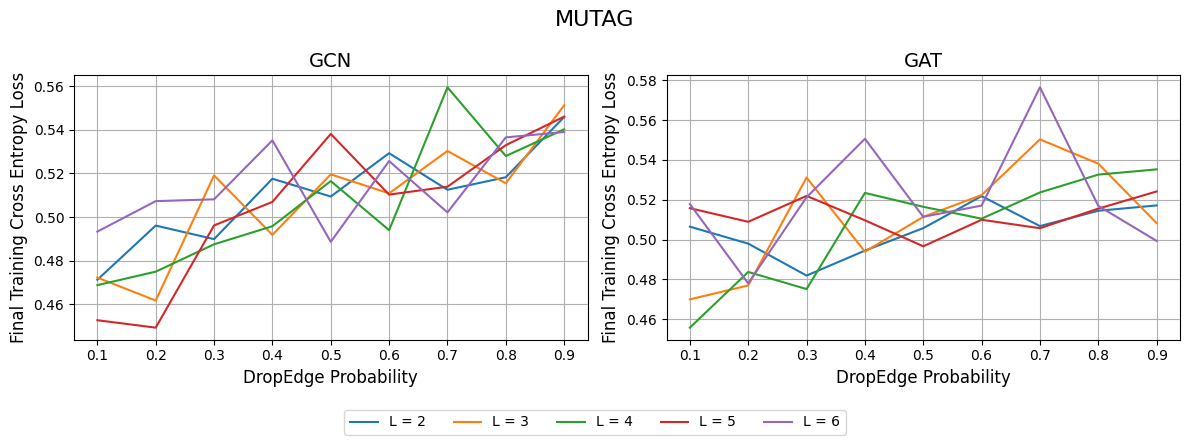 MUTAG
GCN
Final Training Cross Entropy Loss
0.56
0.54
0.52
0.50
0.48
0.46
0.1 0.2 0.3 0.4 0.5 0.6 0.7 0.8 0.9
DropEdge Probability
GAT
Final Training Cross Entropy Loss
0.58
0.56
0.54
0.52
0.50
0.48
0.46
0.1 0.2 0.3 0.4 0.5 0.6 0.7 0.8 0.9
DropEdge Probability
L = 2 L = 3 L = 4 L = 5 L = 6